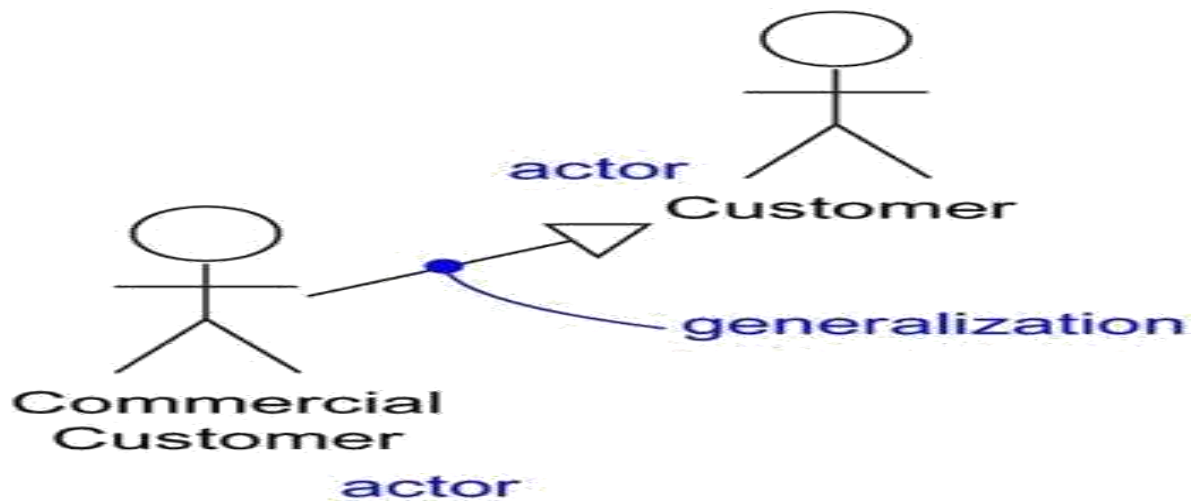 actor
Customer
generalization
Commercial
Customer
actor